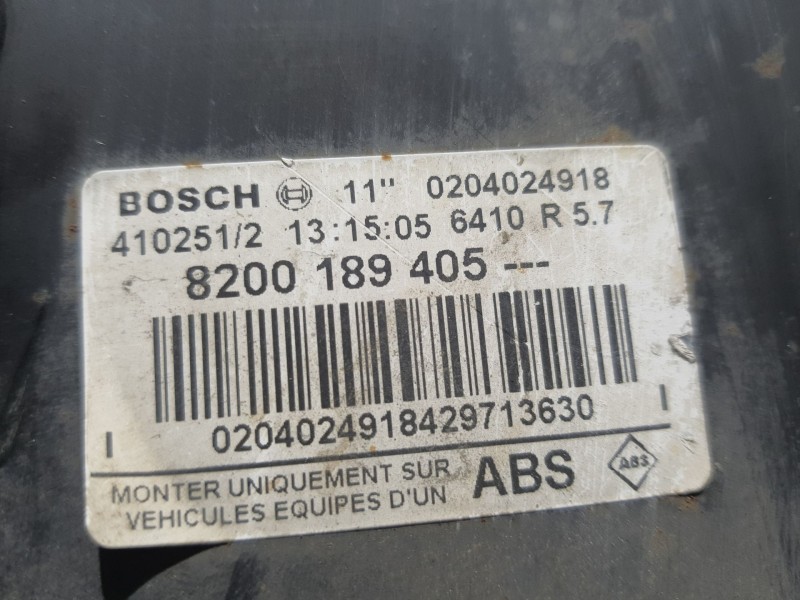 BOSCH 11" 0204024918
410251/2 13:15:05 6410 R 5.7
8200 189 405 ---
I 0204024918429713630 I
MONTER UNIQUEMENT SUR ABS ABS
VEHICULES EQUIPES D'UN